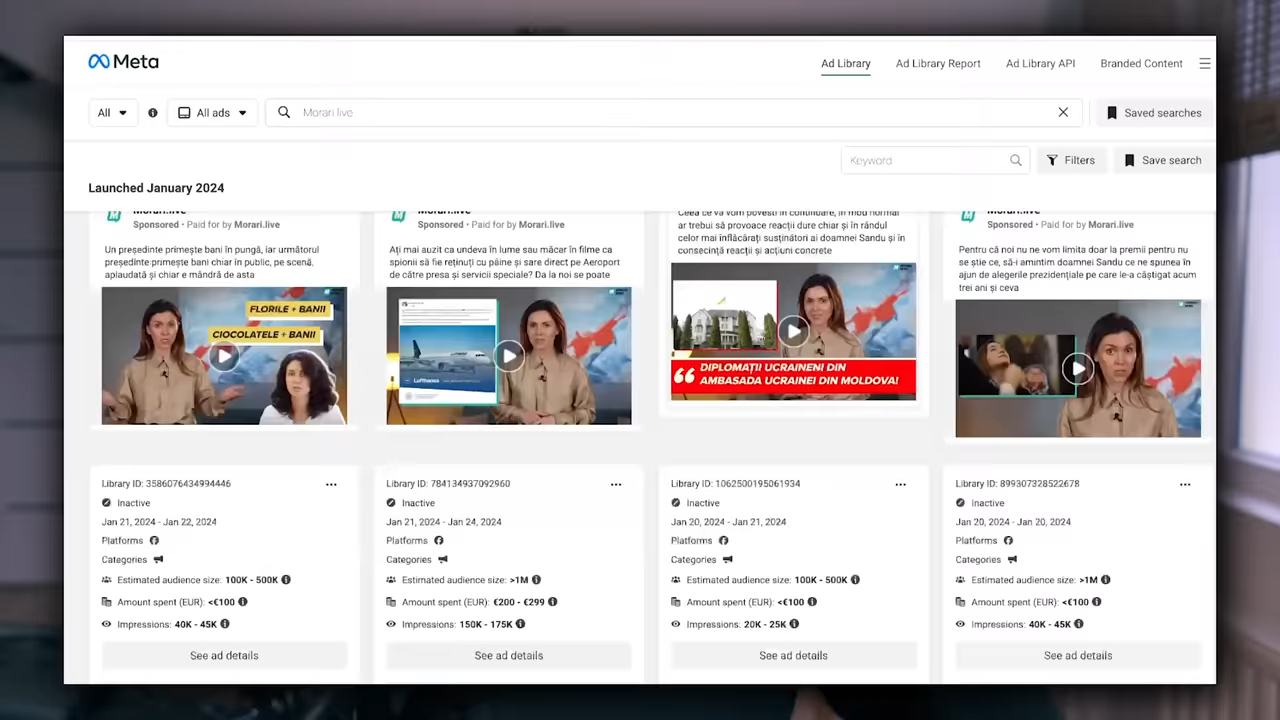 Meta
Ad Library
Ad Library Report
Ad Library API
Branded Content
All
All ads
Morari live
Saved searches
Keyword
Filters
Save search
Launched January 2024
Morari.live
Sponsored • Paid for by Morari.live
Un președinte primește bani în pungă, iar următorul
președinte primește bani chiar în public, pe scenă,
aplaudată și chiar e mândră de asta
FLORILE + BANII
CIOCOLATELE + BANII
Morari.live
Sponsored • Paid for by Morari.live
Ați mai auzit ca undeva în lume sau măcar în filme ca
spionii să fie reținuți cu pâine și sare direct pe Aeroport
de către presa și servicii speciale? Da la noi se poate
Lufthansa
Ceea ce vă vom povesti în continuare, în mod normal
ar trebui să provoace reacții dure chiar și în rândul
celor mai înflăcărați susținători ai doamnei Sandu și în
consecință reacții și acțiuni concrete
DIPLOMAȚII UCRAINENI DIN
AMBASADA UCRAINEI DIN MOLDOVA!
Morari.live
Sponsored • Paid for by Morari.live
Pentru că noi nu ne vom limita doar la premii pentru nu
se știe ce, să-i amintim doamnei Sandu ce ne spunea în
ajun de alegerile prezidențiale pe care le-a câștigat acum
trei ani și ceva
Library ID: 3586076434994446
Inactive
Jan 21, 2024 - Jan 22, 2024
Platforms
Categories
Estimated audience size: 100K - 500K
Amount spent (EUR): <€100
Impressions: 40K - 45K
See ad details
Library ID: 784134937092960
Inactive
Jan 21, 2024 - Jan 24, 2024
Platforms
Categories
Estimated audience size: >1M
Amount spent (EUR): €200 - €299
Impressions: 150K - 175K
See ad details
Library ID: 1062500195061934
Inactive
Jan 20, 2024 - Jan 21, 2024
Platforms
Categories
Estimated audience size: 100K - 500K
Amount spent (EUR): <€100
Impressions: 20K - 25K
See ad details
Library ID: 899307328522678
Inactive
Jan 20, 2024 - Jan 20, 2024
Platforms
Categories
Estimated audience size: >1M
Amount spent (EUR): <€100
Impressions: 40K - 45K
See ad details